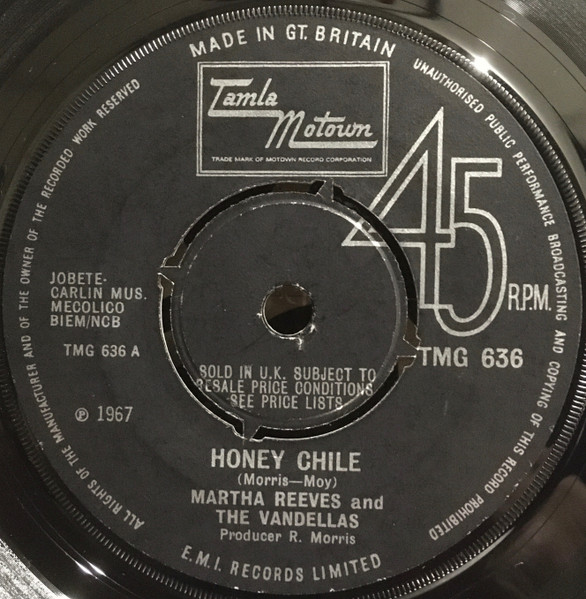 MADE IN GT. BRITAIN
UNAUTHORISED PUBLIC PERFORMANCE BROADCASTING AND COPYING OF THIS RECORD PROHIBITED
ALL RIGHTS OF THE MANUFACTURER AND OF THE OWNER OF THE RECORDED WORK RESERVED
Tamla
Motown
TRADE MARK OF MOTOWN RECORD CORPORATION
45
R.P.M.
JOBETE-
CARLIN MUS.
MECOLICO
BIEM/NCB
TMG 636 A
TMG 636
SOLD IN U.K. SUBJECT TO
RESALE PRICE CONDITIONS,
SEE PRICE LISTS
℗ 1967
HONEY CHILE
(Morris—Moy)
MARTHA REEVES and
THE VANDELLAS
Producer R. Morris
E.M.I. RECORDS LIMITED